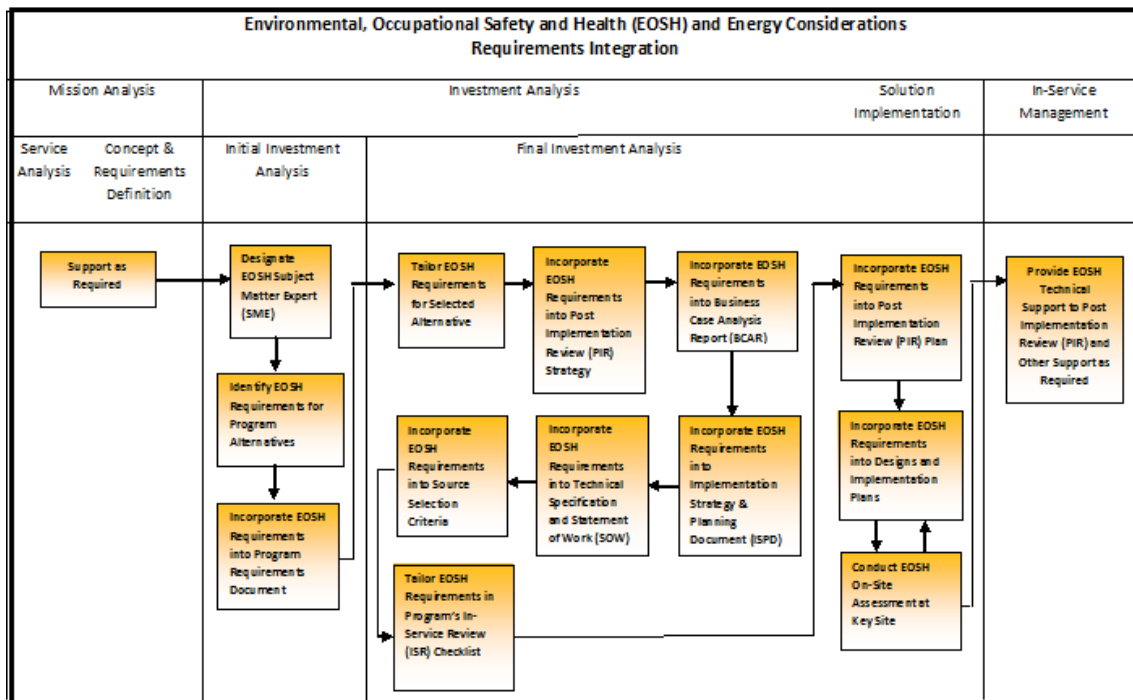 Environmental, Occupational Safety and Health (EOSH) and Energy Considerations
Requirements Integration
Mission Analysis
Investment Analysis
Solution
Implementation
In-Service
Management
Service
Analysis
Concept &
Requirements
Definition
Initial Investment
Analysis
Final Investment Analysis
Support as
Required
Designate
EOSH Subject
Matter Expert
(SME)
Identify EOSH
Requirements for
Program
Alternatives
Incorporate EOSH
Requirements
into Program
Requirements
Document
Tailor EOSH
Requirements
for Selected
Alternative
Incorporate
EOSH
Requirements
into Post
Implementation
Review (PIR)
Strategy
Incorporate EOSH
Requirements
into Business
Case Analysis
Report (BCAR)
Incorporate EOSH
Requirements
into
Implementation
Strategy &
Planning
Document (ISPD)
Incorporate
EOSH
Requirements
into Technical
Specification
and Statement
of Work (SOW)
Incorporate
EOSH
Requirements
into Source
Selection
Criteria
Tailor EOSH
Requirements in
Program's In-
Service Review
(ISR) Checklist
Incorporate EOSH
Requirements
into Post
Implementation
Review (PIR) Plan
Incorporate EOSH
Requirements
into Designs and
Implementation
Plans
Conduct EOSH
On-Site
Assessment at
Key Site
Provide EOSH
Technical
Support to Post
Implementation
Review (PIR) and
Other Support as
Required